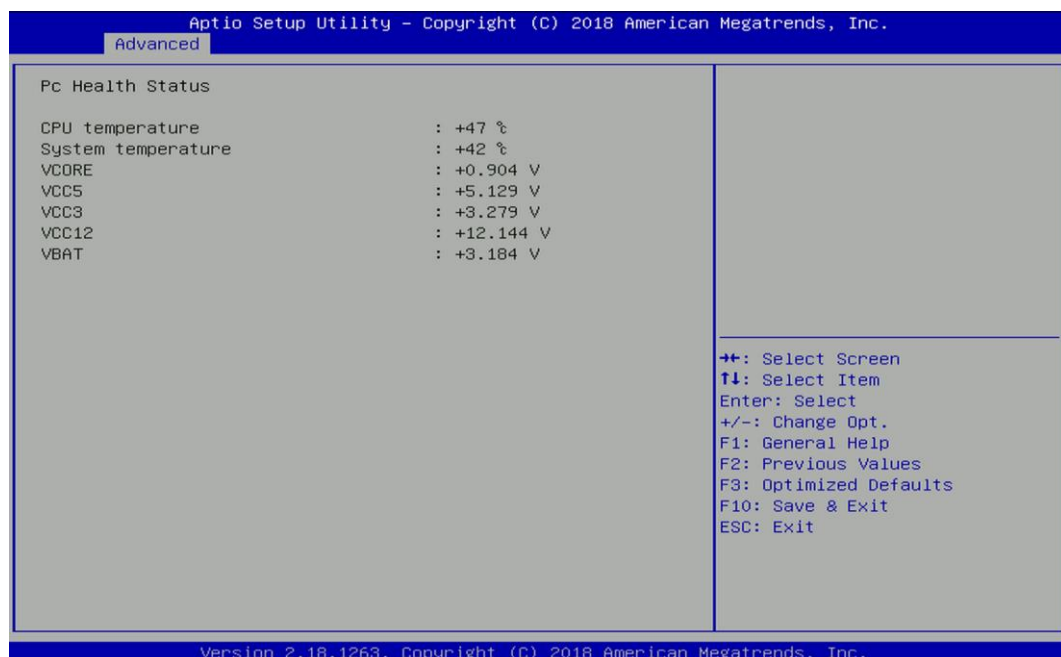 Aptio Setup Utility – Copyright (C) 2018 American Megatrends, Inc.
Advanced
Pc Health Status
CPU temperature : +47 ℃
System temperature : +42 ℃
VCORE : +0.904 V
VCC5 : +5.129 V
VCC3 : +3.279 V
VCC12 : +12.144 V
VBAT : +3.184 V
→←: Select Screen
↑↓: Select Item
Enter: Select
+/-: Change Opt.
F1: General Help
F2: Previous Values
F3: Optimized Defaults
F10: Save & Exit
ESC: Exit
Version 2.18.1263. Copyright (C) 2018 American Megatrends, Inc.